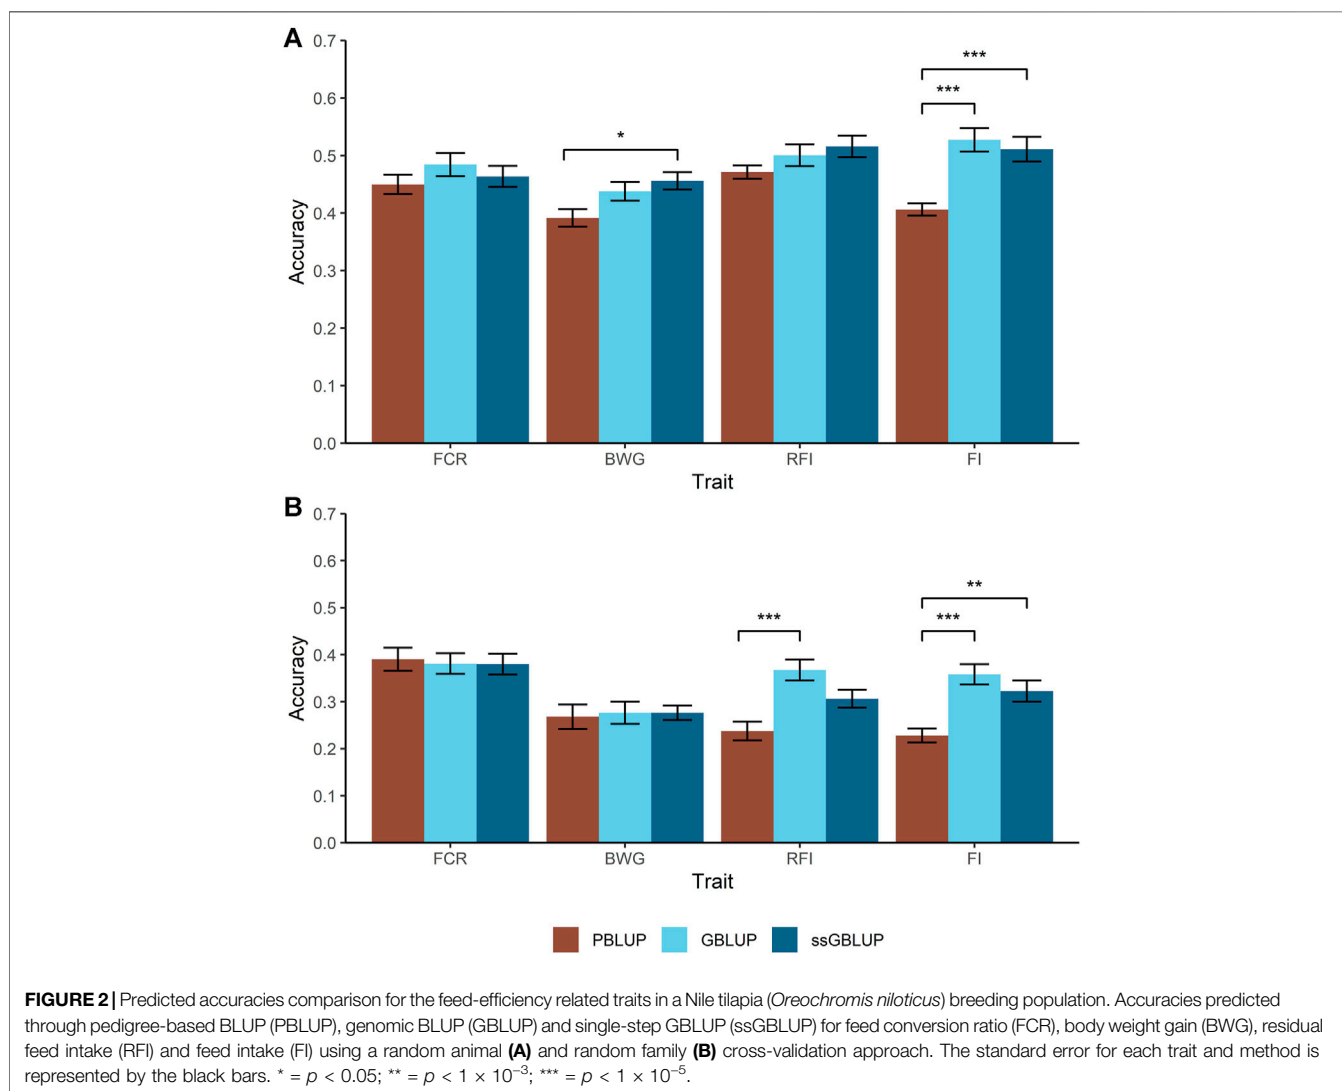 A
0.7
0.6
0.5
0.4
0.3
0.2
0.1
0.0
Accuracy
*
***
***
FCR BWG RFI FI
Trait
B
0.7
0.6
0.5
0.4
0.3
0.2
0.1
0.0
Accuracy
***
**
***
FCR BWG RFI FI
Trait
PBLUP GBLUP ssGBLUP
FIGURE 2 | Predicted accuracies comparison for the feed-efficiency related traits in a Nile tilapia (Oreochromis niloticus) breeding population. Accuracies predicted
through pedigree-based BLUP (PBLUP), genomic BLUP (GBLUP) and single-step GBLUP (ssGBLUP) for feed conversion ratio (FCR), body weight gain (BWG), residual
feed intake (RFI) and feed intake (FI) using a random animal (A) and random family (B) cross-validation approach. The standard error for each trait and method is
represented by the black bars. * = p < 0.05; ** = p < 1 × 10⁻³; *** = p < 1 × 10⁻⁵.